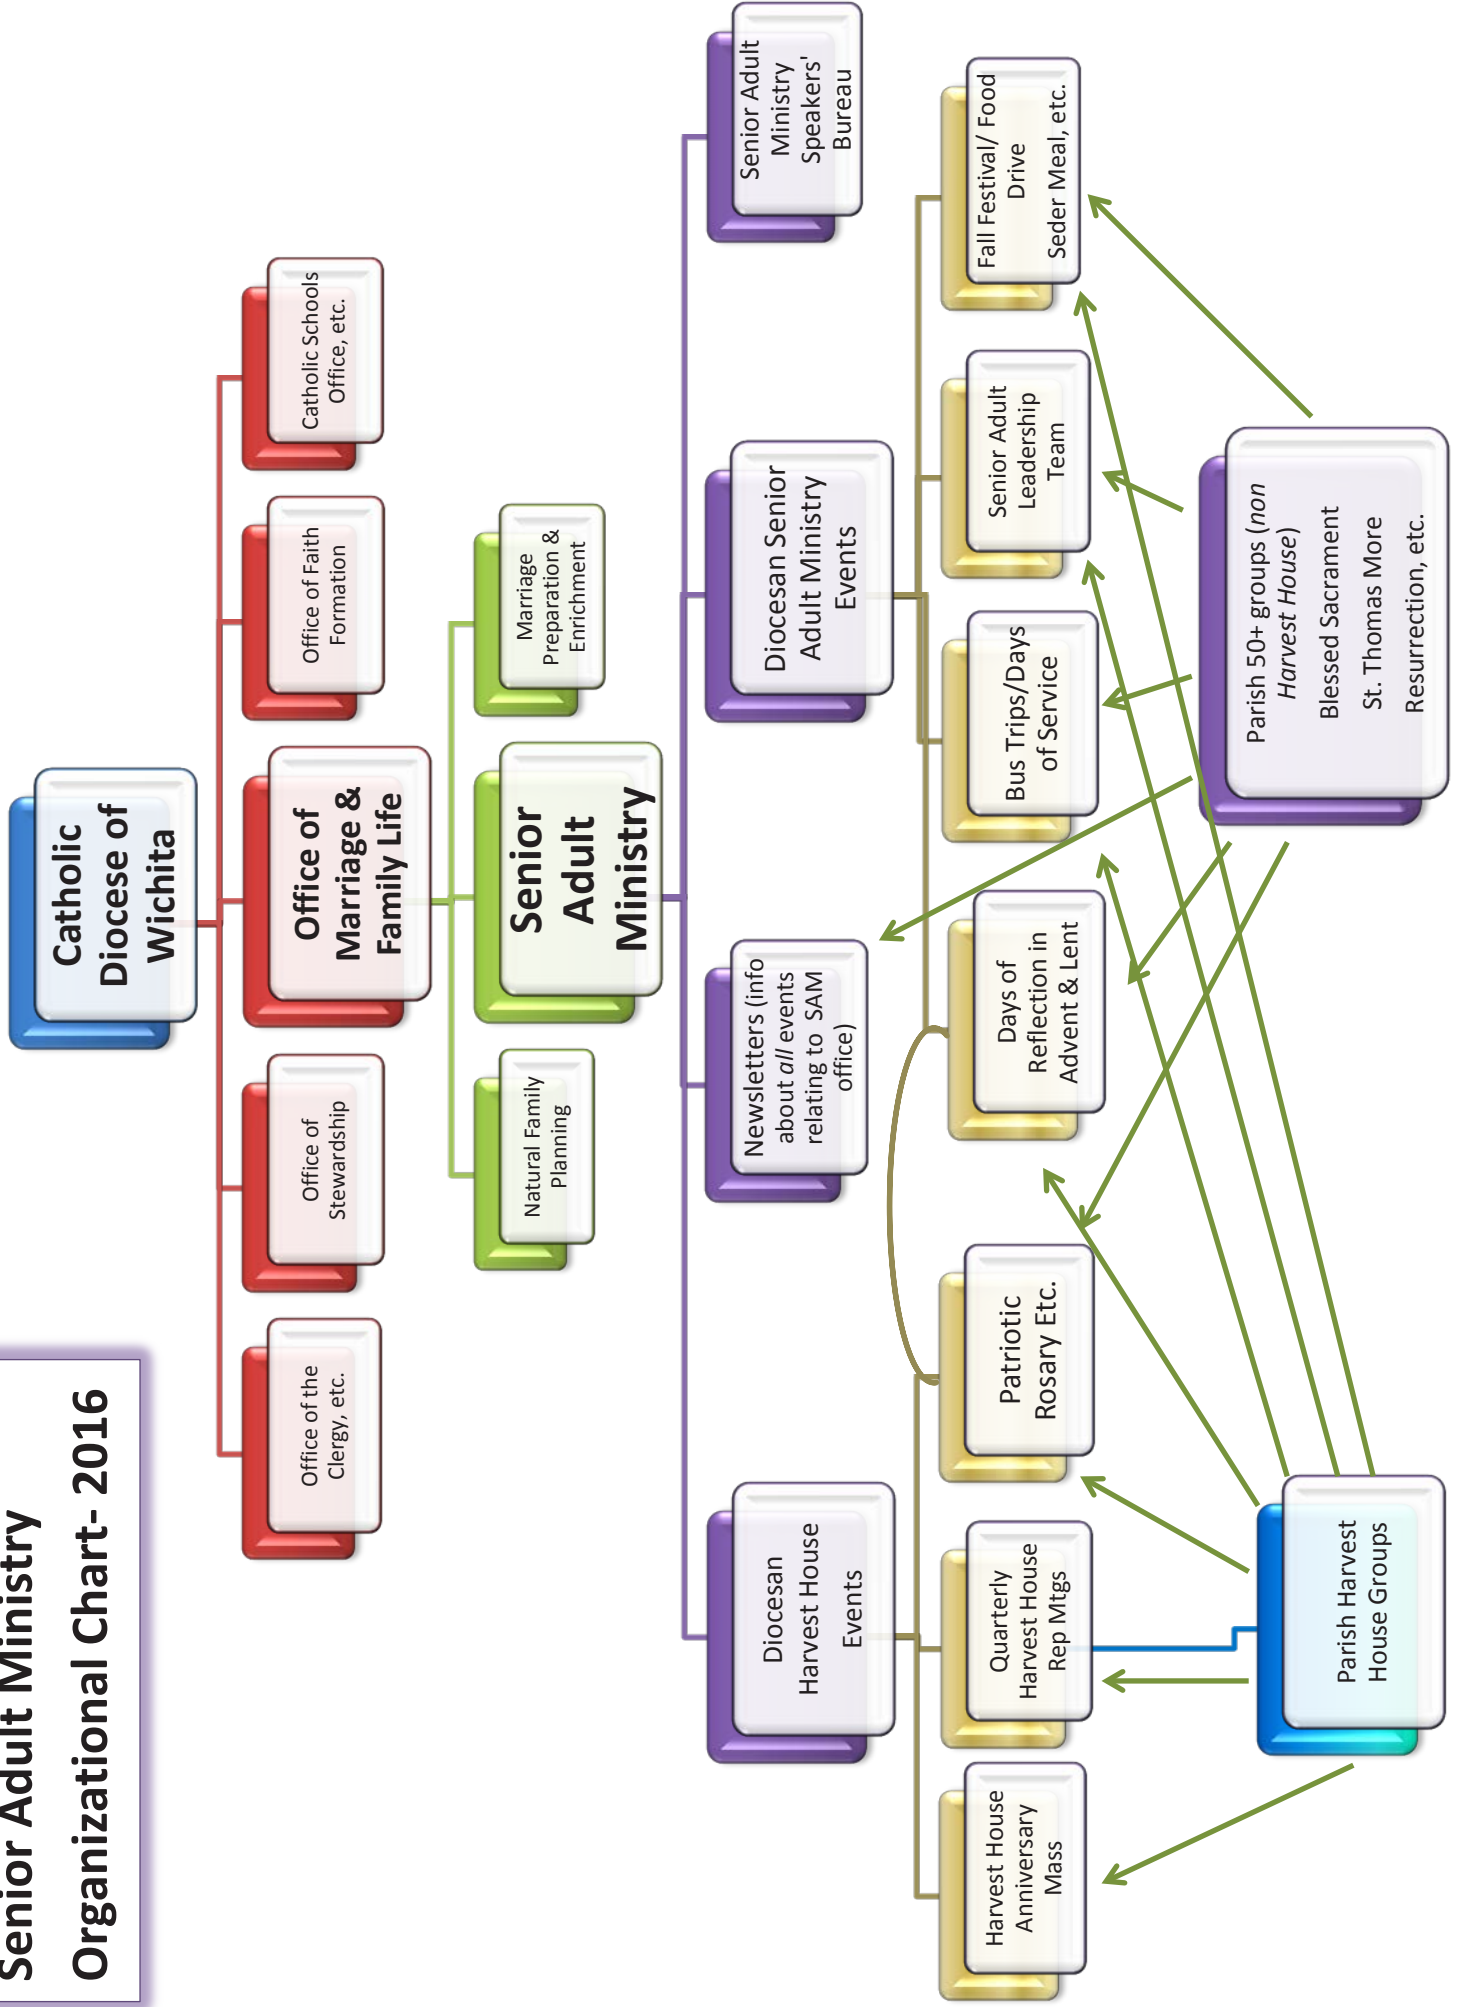 Senior Adult Ministry
Organizational Chart- 2016
Catholic
Diocese of
Wichita
Office of the
Clergy, etc.
Office of
Stewardship
Office of
Marriage &
Family Life
Office of Faith
Formation
Catholic Schools
Office, etc.
Natural Family
Planning
Senior
Adult
Ministry
Marriage
Preparation &
Enrichment
Diocesan
Harvest House
Events
Newsletters (info
about all events
relating to SAM
office)
Diocesan Senior
Adult Ministry
Events
Senior Adult
Ministry
Speakers'
Bureau
Harvest House
Anniversary
Mass
Quarterly
Harvest House
Rep Mtgs
Patriotic
Rosary Etc.
Days of
Reflection in
Advent & Lent
Bus Trips/Days
of Service
Senior Adult
Leadership
Team
Fall Festival/ Food
Drive
Seder Meal, etc.
Parish Harvest
House Groups
Parish 50+ groups (non
Harvest House)
Blessed Sacrament
St. Thomas More
Resurrection, etc.